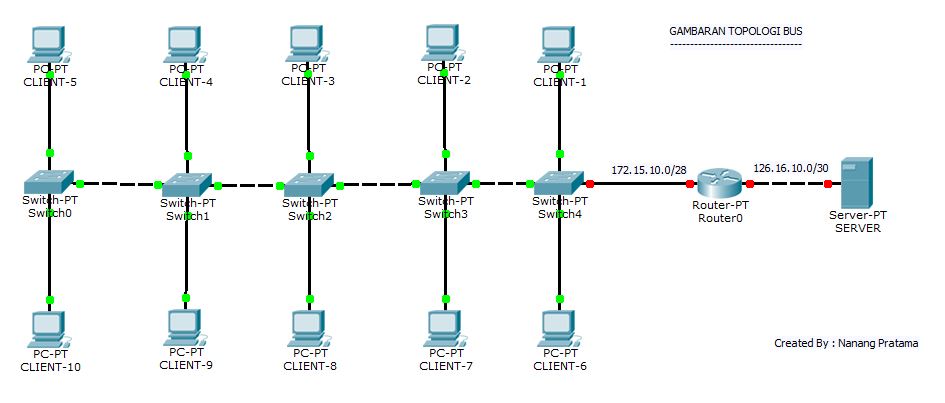 GAMBARAN TOPOLOGI BUS
--------------------------------
PC-PT
CLIENT-5
PC-PT
CLIENT-4
PC-PT
CLIENT-3
PC-PT
CLIENT-2
PC-PT
CLIENT-1
172.15.10.0/28
126.16.10.0/30
Switch-PT
Switch0
Switch-PT
Switch1
Switch-PT
Switch2
Switch-PT
Switch3
Switch-PT
Switch4
Router-PT
Router0
Server-PT
SERVER
PC-PT
CLIENT-10
PC-PT
CLIENT-9
PC-PT
CLIENT-8
PC-PT
CLIENT-7
PC-PT
CLIENT-6
Created By : Nanang Pratama